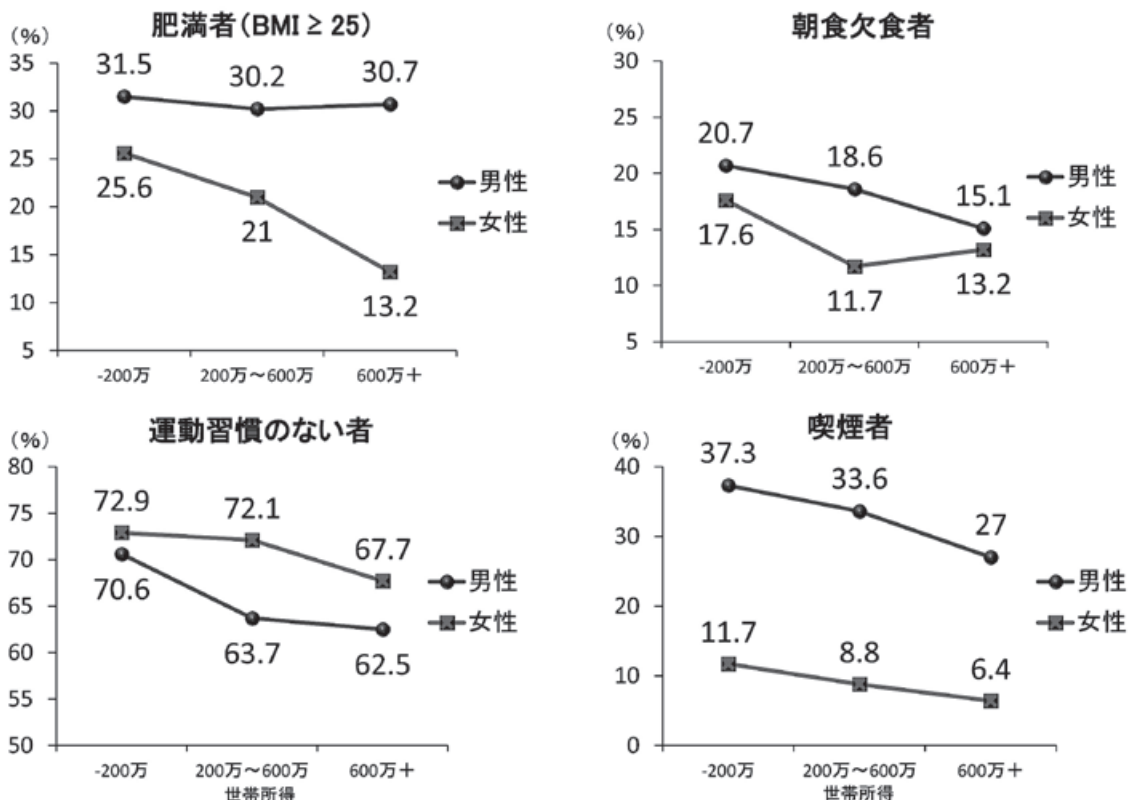 肥満者（BMI ≥ 25）
(%)
35
30
25
20
15
10
5
31.5
30.2
30.7
25.6
21
13.2
男性
女性
-200万
200万～600万
600万＋
朝食欠食者
(%)
30
25
20
15
10
5
20.7
18.6
15.1
17.6
11.7
13.2
男性
女性
-200万
200万～600万
600万＋
運動習慣のない者
(%)
80
75
70
65
60
55
50
72.9
72.1
67.7
70.6
63.7
62.5
男性
女性
-200万
200万～600万
600万＋
世帯所得
喫煙者
(%)
40
30
20
10
0
37.3
33.6
27
11.7
8.8
6.4
男性
女性
-200万
200万～600万
600万＋
世帯所得